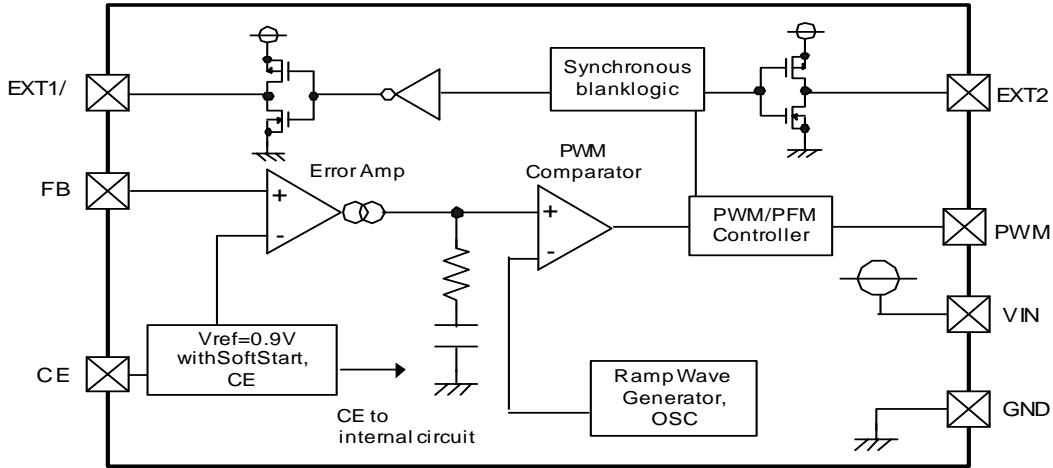 EXT1/
Synchronous
blanklogic
EXT2
FB
Error Amp
PWM
Comparator
+
-
+
-
PWM/PFM
Controller
PWM
VIN
CE
Vref=0.9V
withSoftStart,
CE
CE to
internal circuit
Ramp Wave
Generator,
OSC
GND